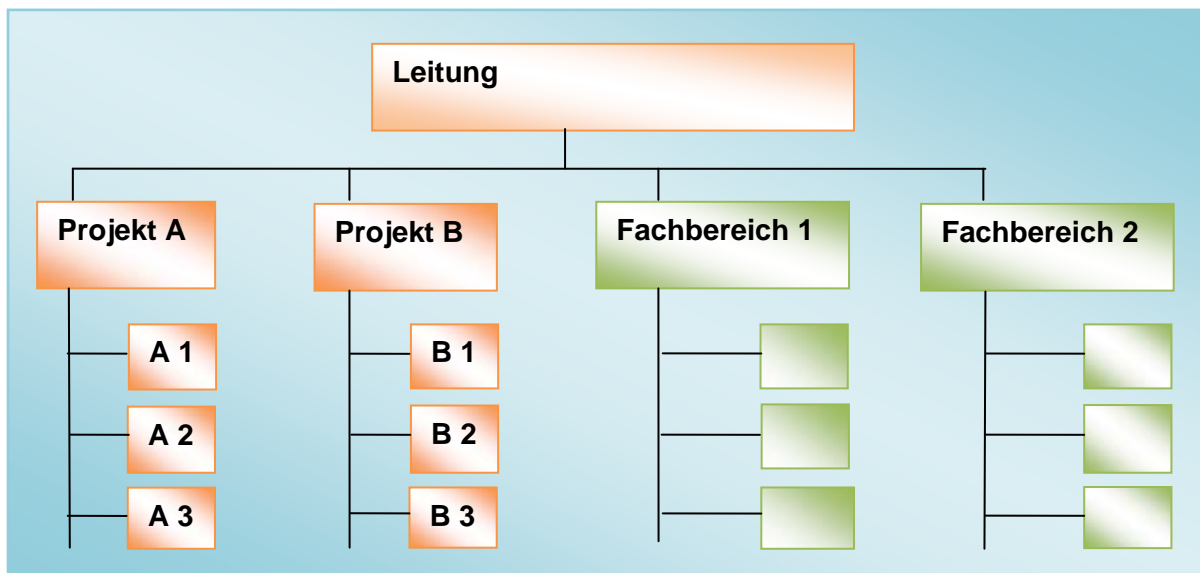 Leitung
Projekt A
Projekt B
Fachbereich 1
Fachbereich 2
A 1
B 1
A 2
B 2
A 3
B 3